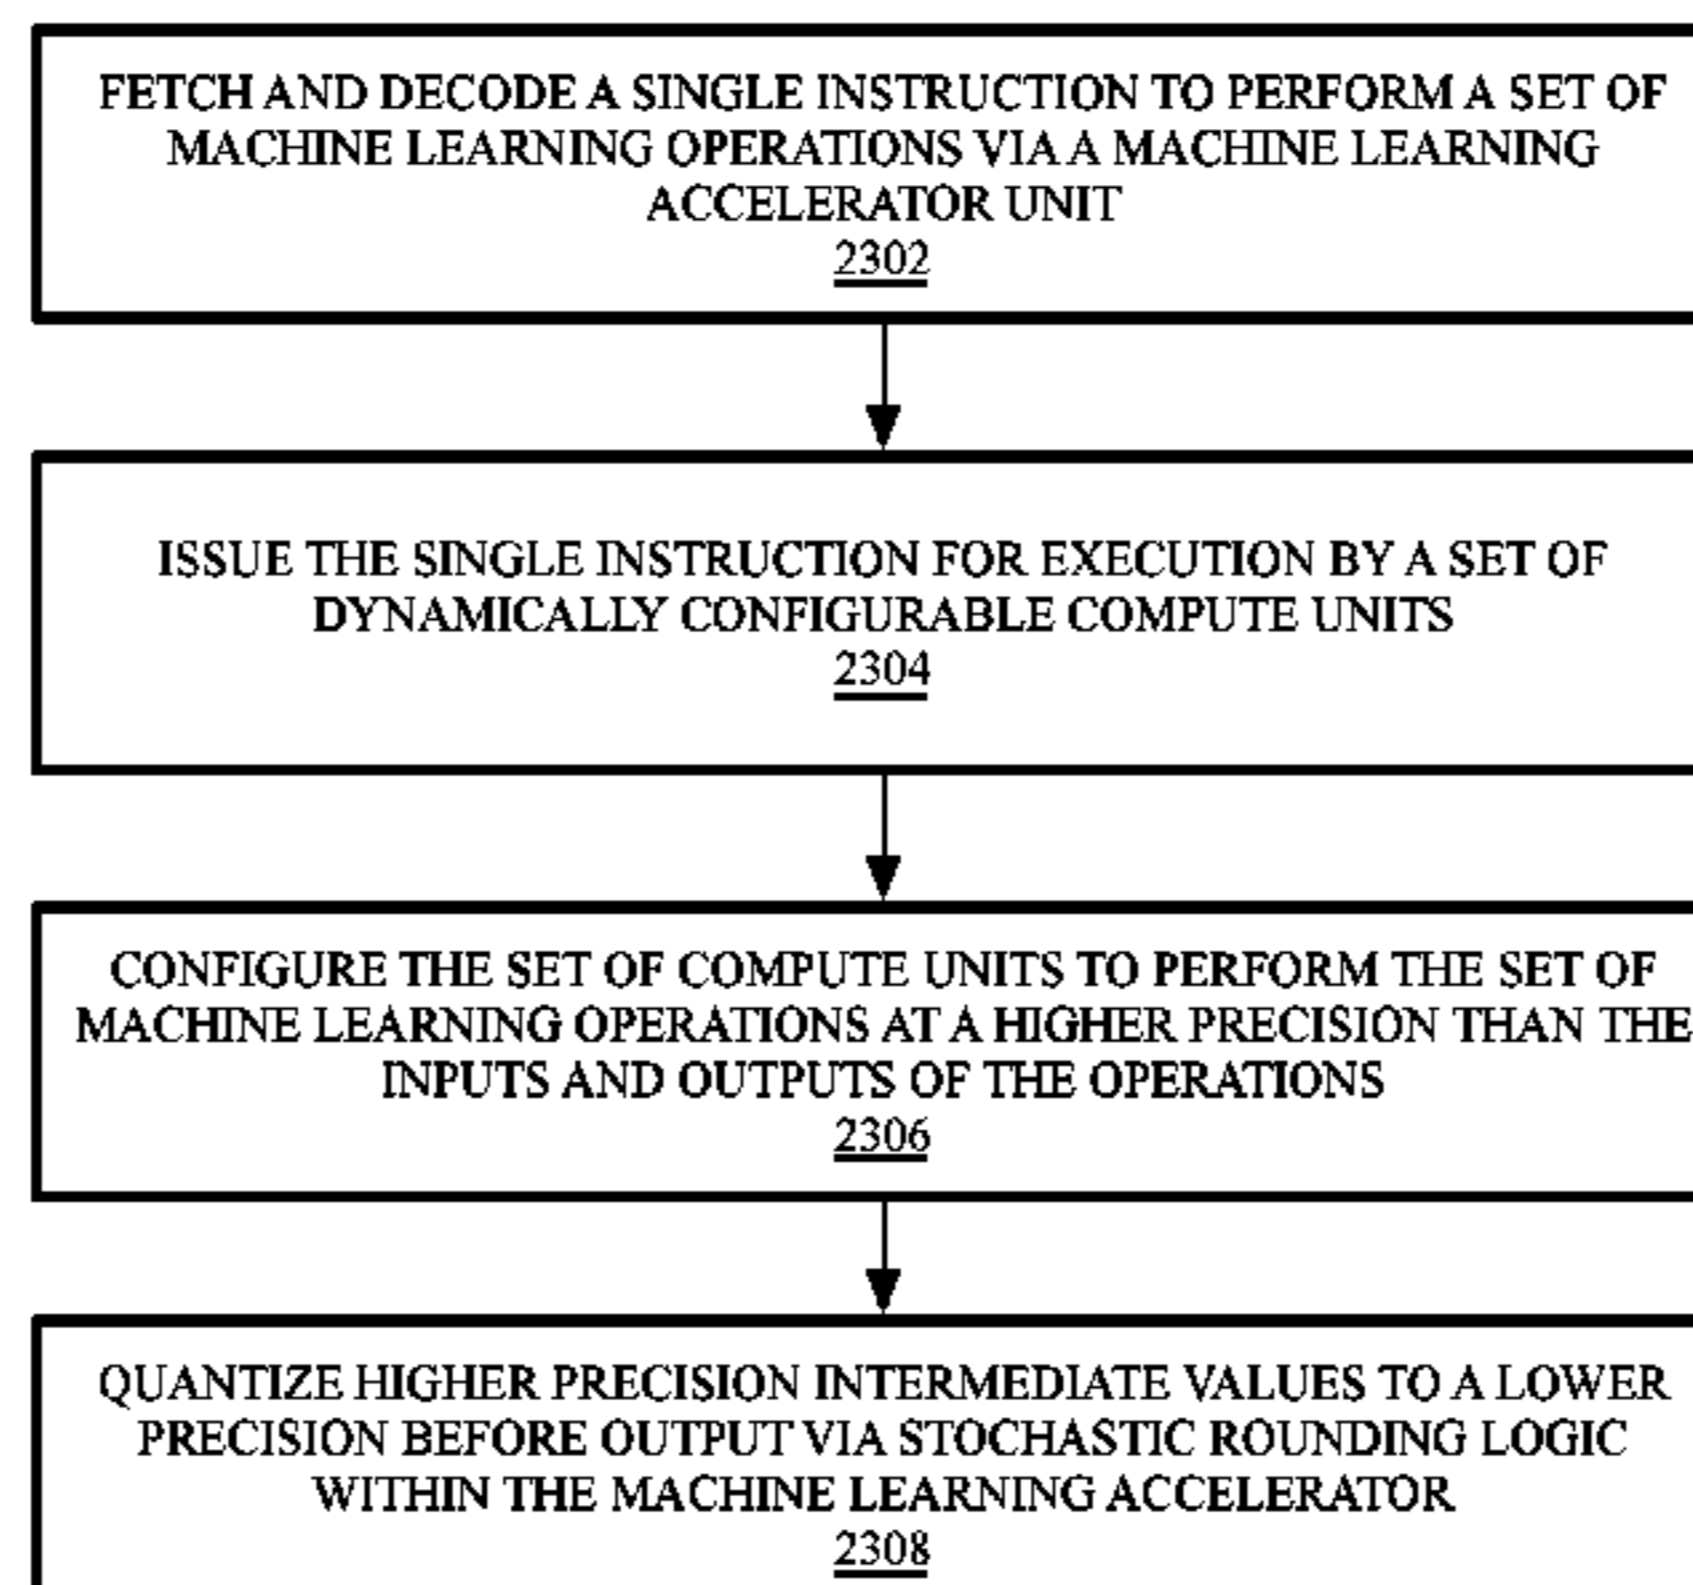 FETCH AND DECODE A SINGLE INSTRUCTION TO PERFORM A SET OF
MACHINE LEARNING OPERATIONS VIA A MACHINE LEARNING
ACCELERATOR UNIT
2302
ISSUE THE SINGLE INSTRUCTION FOR EXECUTION BY A SET OF
DYNAMICALLY CONFIGURABLE COMPUTE UNITS
2304
CONFIGURE THE SET OF COMPUTE UNITS TO PERFORM THE SET OF
MACHINE LEARNING OPERATIONS AT A HIGHER PRECISION THAN THE
INPUTS AND OUTPUTS OF THE OPERATIONS
2306
QUANTIZE HIGHER PRECISION INTERMEDIATE VALUES TO A LOWER
PRECISION BEFORE OUTPUT VIA STOCHASTIC ROUNDING LOGIC
WITHIN THE MACHINE LEARNING ACCELERATOR
2308